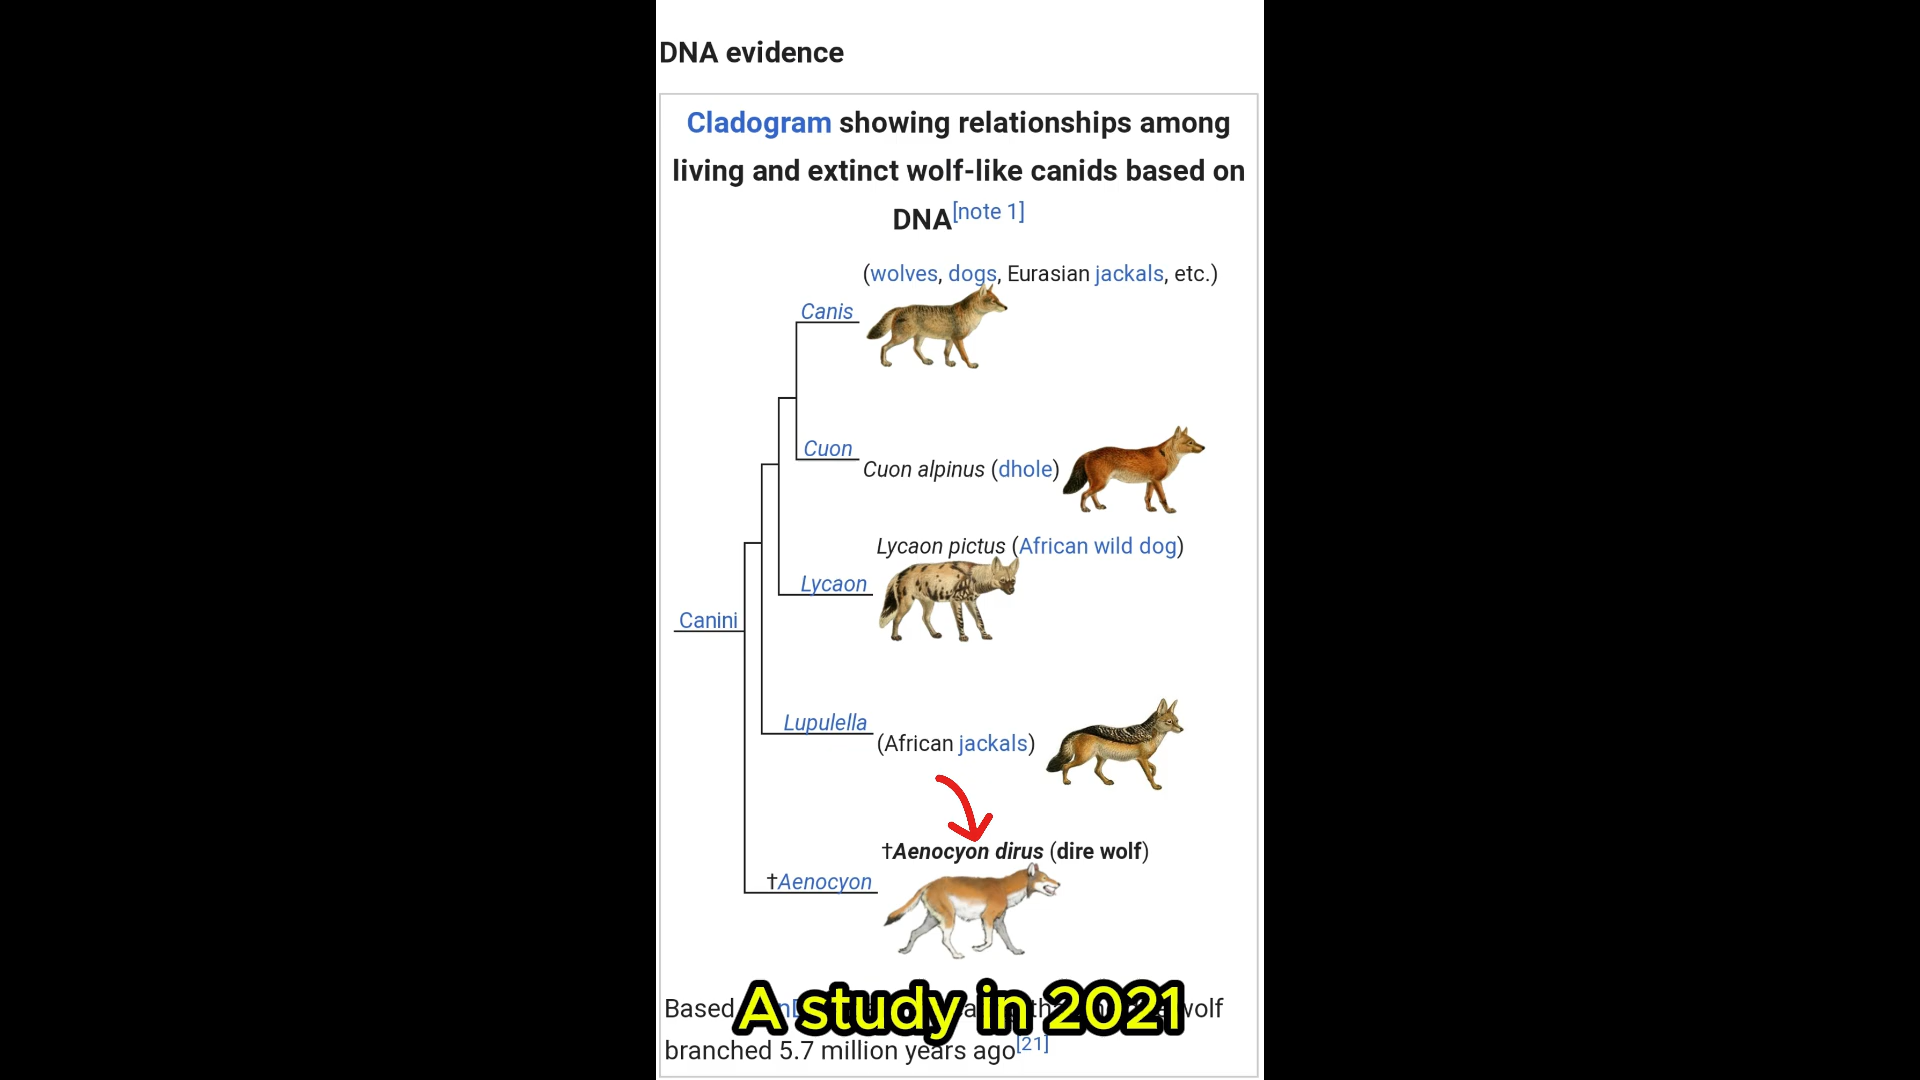 DNA evidence
Cladogram showing relationships among
living and extinct wolf-like canids based on
DNA[note 1]
(wolves, dogs, Eurasian jackals, etc.)
Canis
Cuon
Cuon alpinus (dhole)
Lycaon pictus (African wild dog)
Lycaon
Canini
Lupulella
(African jackals)
†Aenocyon dirus (dire wolf)
†Aenocyon
A study in 2021
Based wolf
branched 5.7 million years ago[21]